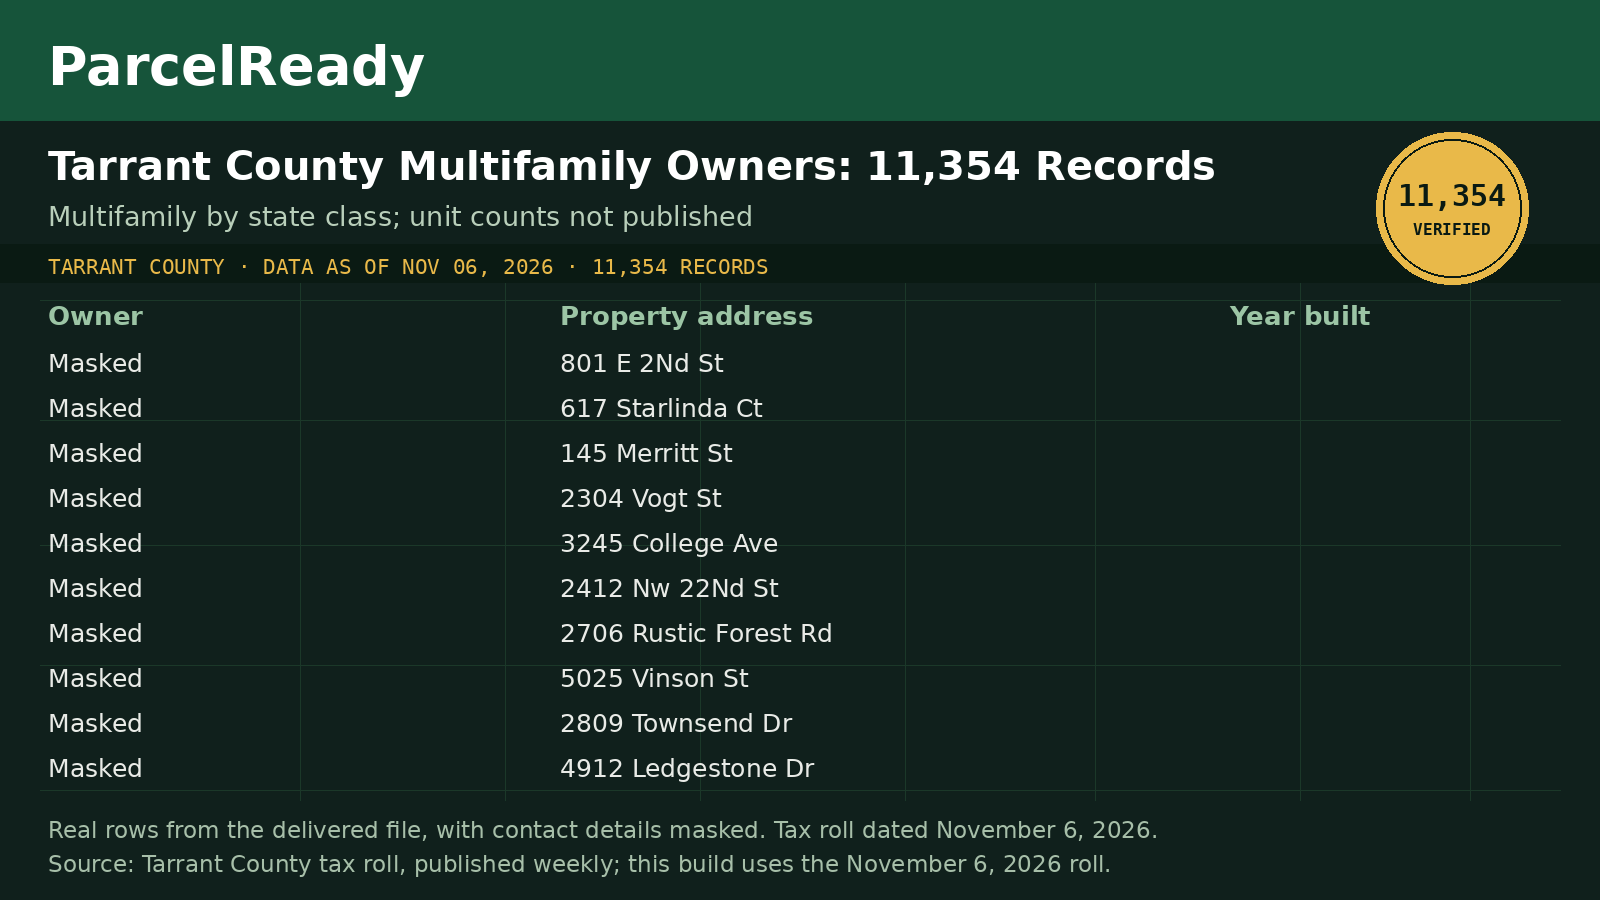 ParcelReady
Tarrant County Multifamily Owners: 11,354 Records
Multifamily by state class; unit counts not published
11,354
VERIFIED
TARRANT COUNTY · DATA AS OF NOV 06, 2026 · 11,354 RECORDS
Owner Property address Year built
Masked 801 E 2Nd St
Masked 617 Starlinda Ct
Masked 145 Merritt St
Masked 2304 Vogt St
Masked 3245 College Ave
Masked 2412 Nw 22Nd St
Masked 2706 Rustic Forest Rd
Masked 5025 Vinson St
Masked 2809 Townsend Dr
Masked 4912 Ledgestone Dr
Real rows from the delivered file, with contact details masked. Tax roll dated November 6, 2026.
Source: Tarrant County tax roll, published weekly; this build uses the November 6, 2026 roll.